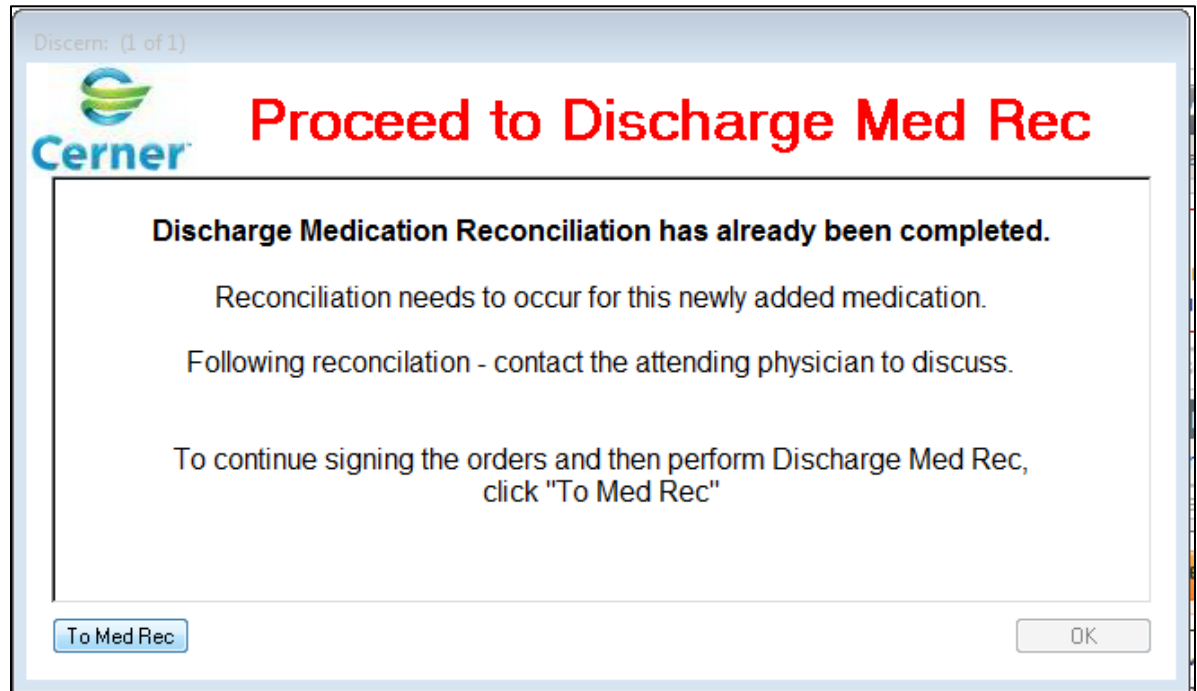 Discern: (1 of 1)
Cerner
Proceed to Discharge Med Rec
Discharge Medication Reconciliation has already been completed.
Reconciliation needs to occur for this newly added medication.
Following reconcilation - contact the attending physician to discuss.
To continue signing the orders and then perform Discharge Med Rec,
click "To Med Rec"
To Med Rec
OK